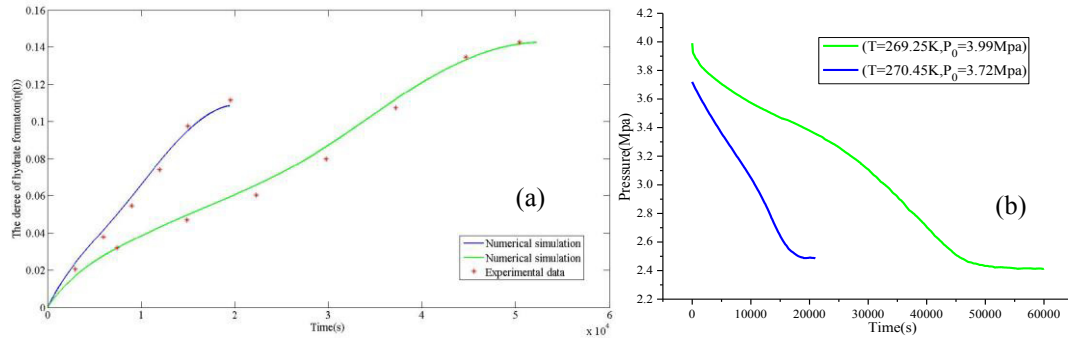 0.16
0.14
0.12
0.1
0.08
0.06
0.04
0.02
0
The deree of hydrate formaton(η(t))
0 1 2 3 4 5 6
x 10⁴
Time(s)
(a)
Numerical simulation
Numerical simulation
Experimental data
4.2
4.0
3.8
3.6
3.4
3.2
3.0
2.8
2.6
2.4
2.2
Pressure(Mpa)
0 10000 20000 30000 40000 50000 60000
Time(s)
(b)
(T=269.25K,P₀=3.99Mpa)
(T=270.45K,P₀=3.72Mpa)